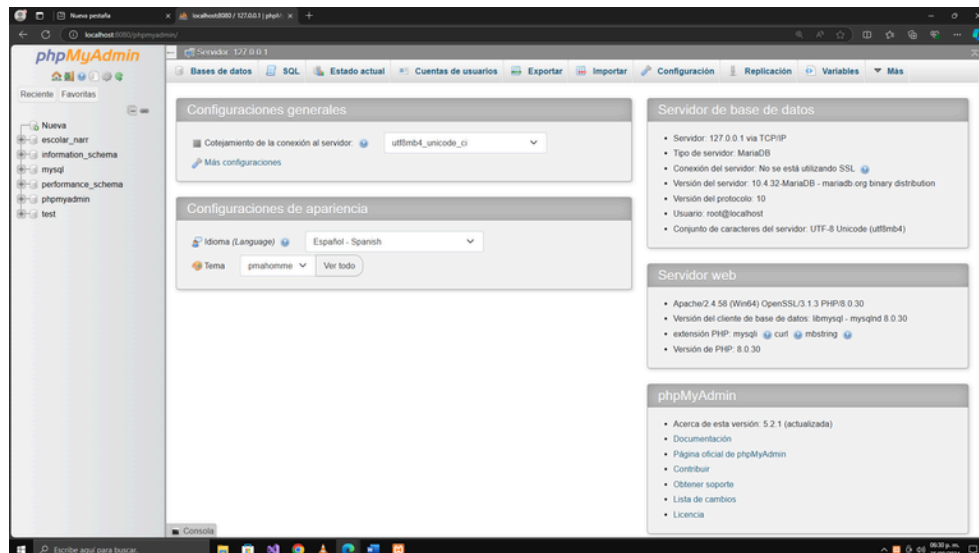 Nueva pestaña
localhost:8080 / 127.0.0.1 | phpM
localhost:8080/phpmyadmin/
phpMyAdmin
Reciente Favoritas
Nueva
escolar_narr
information_schema
mysql
performance_schema
phpmyadmin
test
Servidor: 127.0.0.1
Bases de datos SQL Estado actual Cuentas de usuarios Exportar Importar Configuración Replicación Variables Más
Configuraciones generales
Cotejamiento de la conexión al servidor: utf8mb4_unicode_ci
Más configuraciones
Configuraciones de apariencia
Idioma (Language) Español - Spanish
Tema pmahomme Ver todo
Servidor de base de datos
Servidor: 127.0.0.1 via TCP/IP
Tipo de servidor: MariaDB
Conexión del servidor: No se está utilizando SSL
Versión del servidor: 10.4.32-MariaDB - mariadb.org binary distribution
Versión del protocolo: 10
Usuario: root@localhost
Conjunto de caracteres del servidor: UTF-8 Unicode (utf8mb4)
Servidor web
Apache/2.4.58 (Win64) OpenSSL/3.1.3 PHP/8.0.30
Versión del cliente de base de datos: libmysql - mysqlnd 8.0.30
extensión PHP: mysqli curl mbstring
Versión de PHP: 8.0.30
phpMyAdmin
Acerca de esta versión: 5.2.1 (actualizada)
Documentación
Página oficial de phpMyAdmin
Contribuir
Obtener soporte
Lista de cambios
Licencia
Consola
Escribe aquí para buscar.
06:30 p. m.